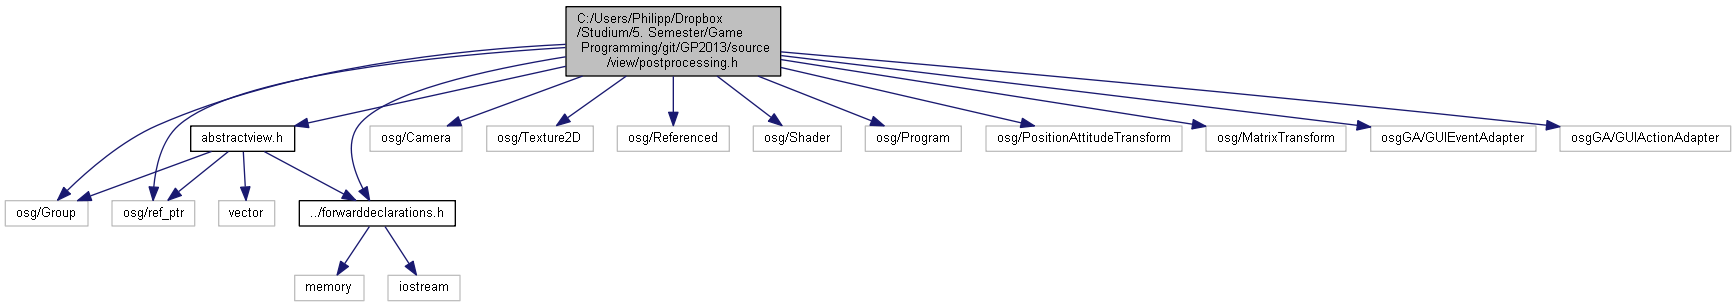 C:/Users/Philipp/Dropbox
/Studium/5. Semester/Game
Programming/git/GP2013/source
/view/postprocessing.h
abstractview.h
osg/Camera
osg/Texture2D
osg/Referenced
osg/Shader
osg/Program
osg/PositionAttitudeTransform
osg/MatrixTransform
osgGA/GUIEventAdapter
osgGA/GUIActionAdapter
osg/Group
osg/ref_ptr
vector
../forwarddeclarations.h
memory
iostream